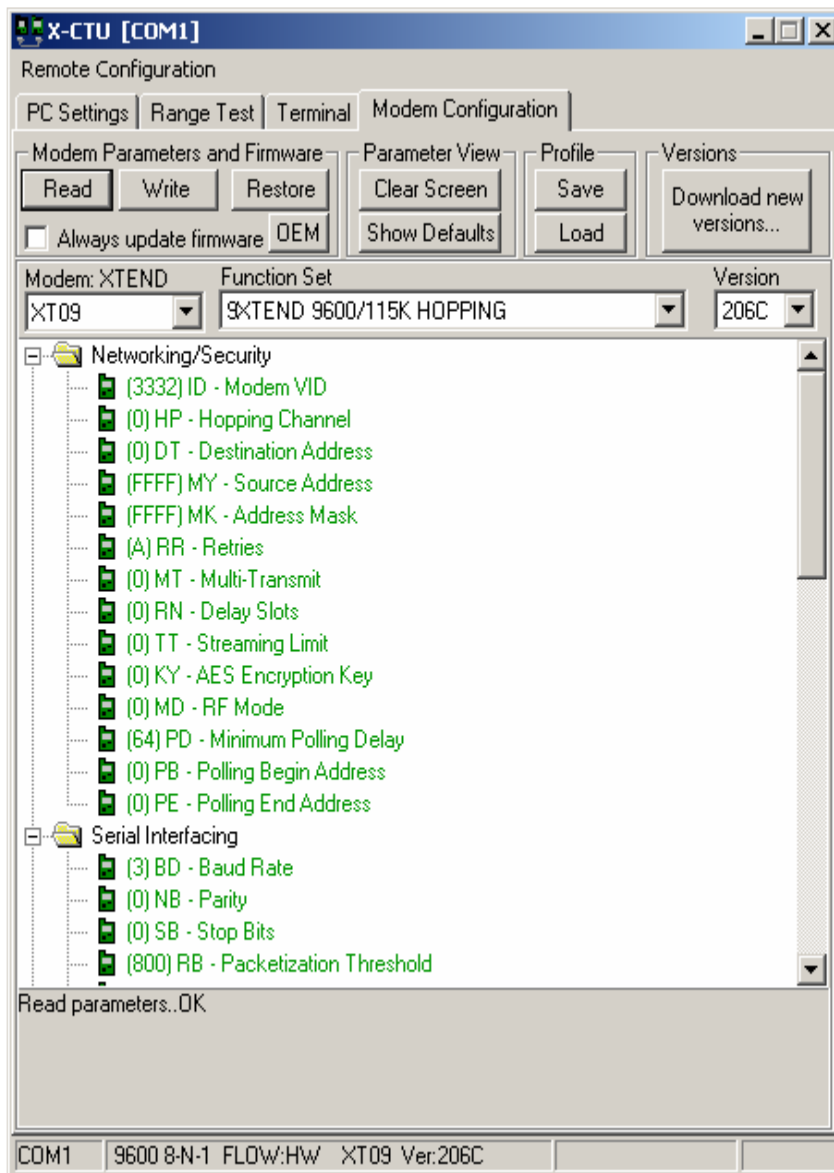 X-CTU [COM1]
Remote Configuration
PC Settings Range Test Terminal Modem Configuration
Modem Parameters and Firmware Parameter View Profile Versions
Read Write Restore Clear Screen Save Download new versions...
Always update firmware OEM Show Defaults Load
Modem: XTEND Function Set Version
XT09 9XTEND 9600/115K HOPPING 206C
Networking/Security
(3332) ID - Modem VID
(0) HP - Hopping Channel
(0) DT - Destination Address
(FFFF) MY - Source Address
(FFFF) MK - Address Mask
(A) RR - Retries
(0) MT - Multi-Transmit
(0) RN - Delay Slots
(0) TT - Streaming Limit
(0) KY - AES Encryption Key
(0) MD - RF Mode
(64) PD - Minimum Polling Delay
(0) PB - Polling Begin Address
(0) PE - Polling End Address
Serial Interfacing
(3) BD - Baud Rate
(0) NB - Parity
(0) SB - Stop Bits
(800) RB - Packetization Threshold
Read parameters..OK
COM1 9600 8-N-1 FLOW:HW XT09 Ver:206C